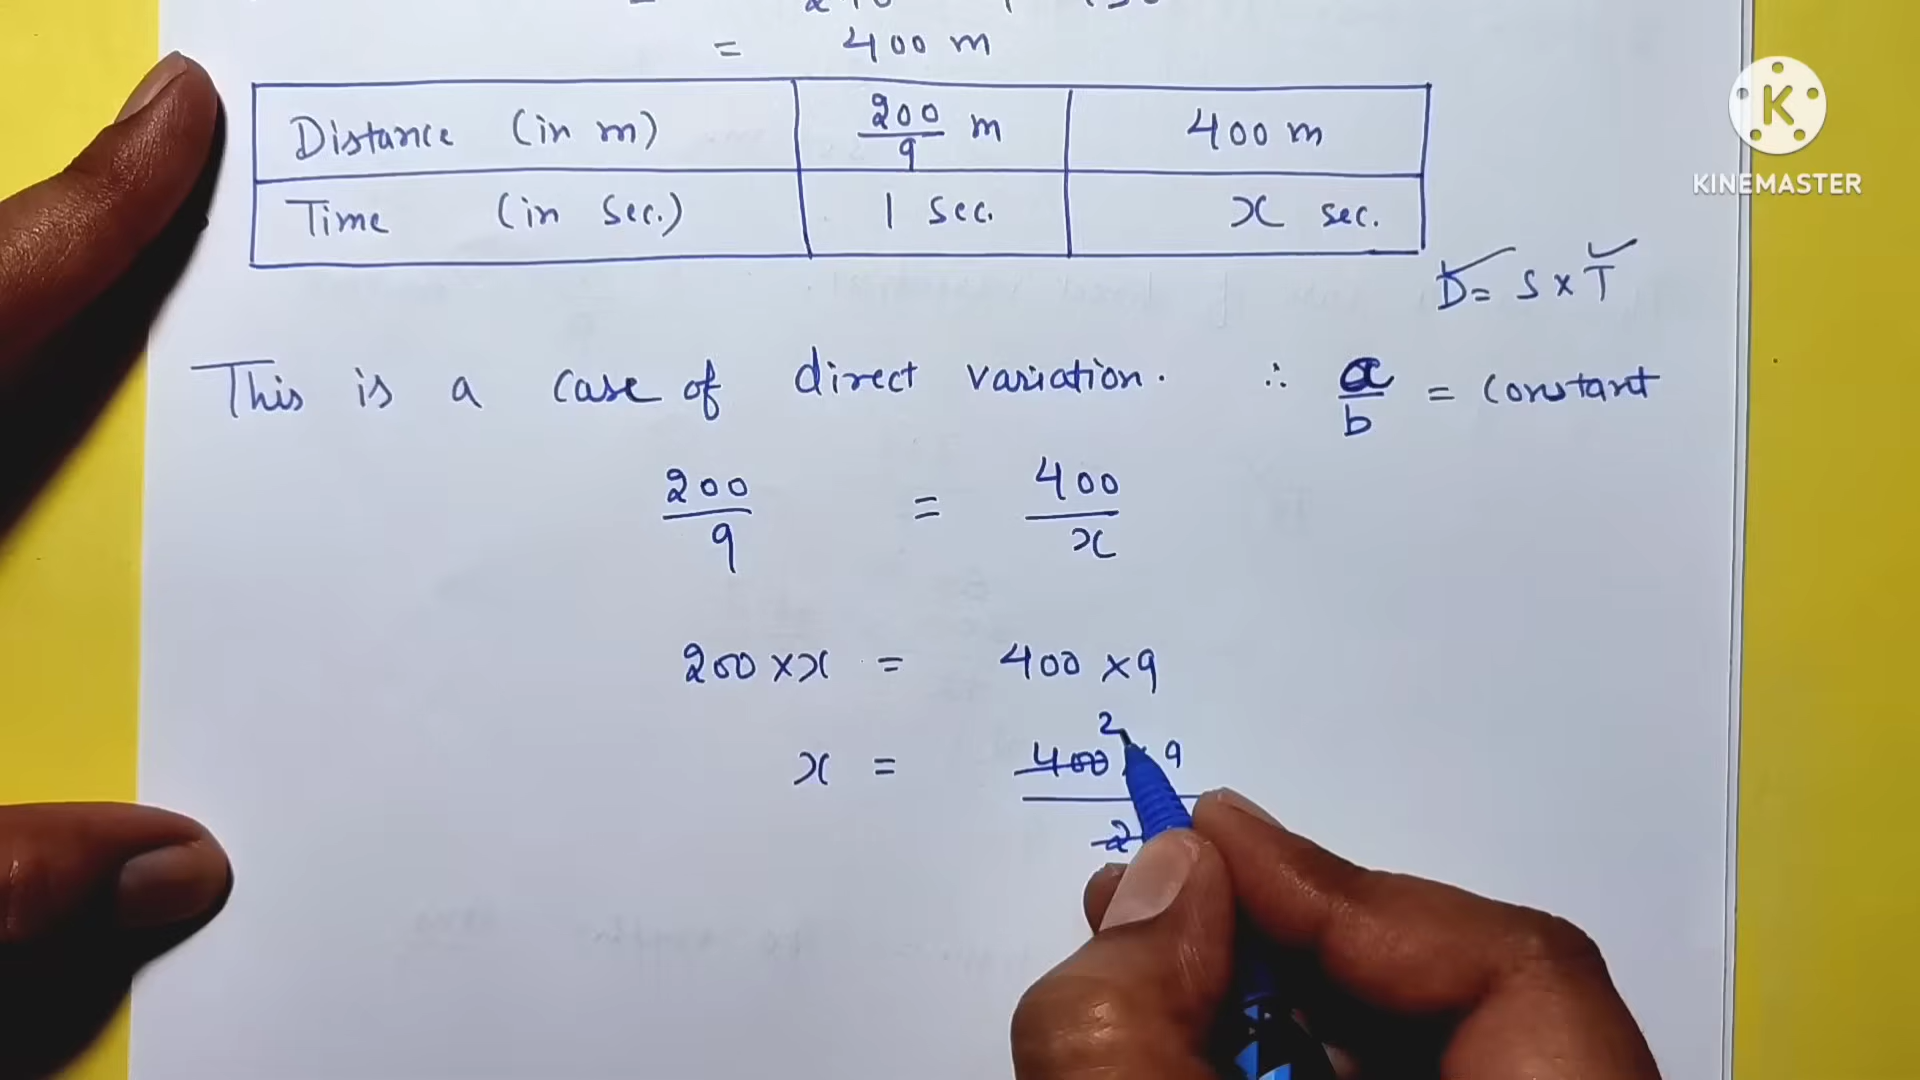 = 400 m
K
KINEMASTER
Distance (in m) 200/9 m 400 m
Time (in sec.) 1 sec. x sec.
D = S × T
This is a case of direct variation. ∴ a/b = constant
200/9 = 400/x
200 × x = 400 × 9
2
x = 400 × 9
2